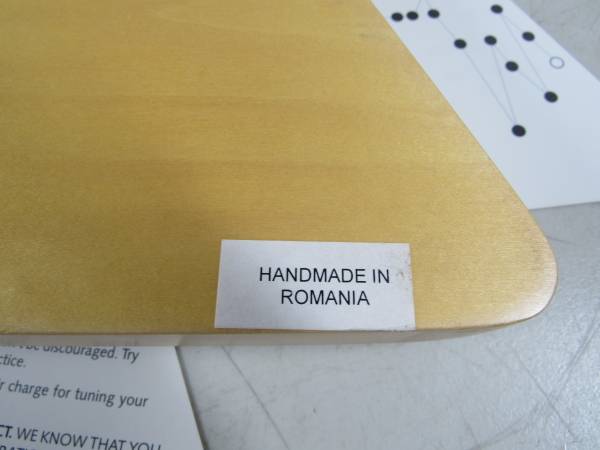 HANDMADE IN
ROMANIA
be discouraged. Try
ctice.
charge for tuning your
CT. WE KNOW THAT YOU